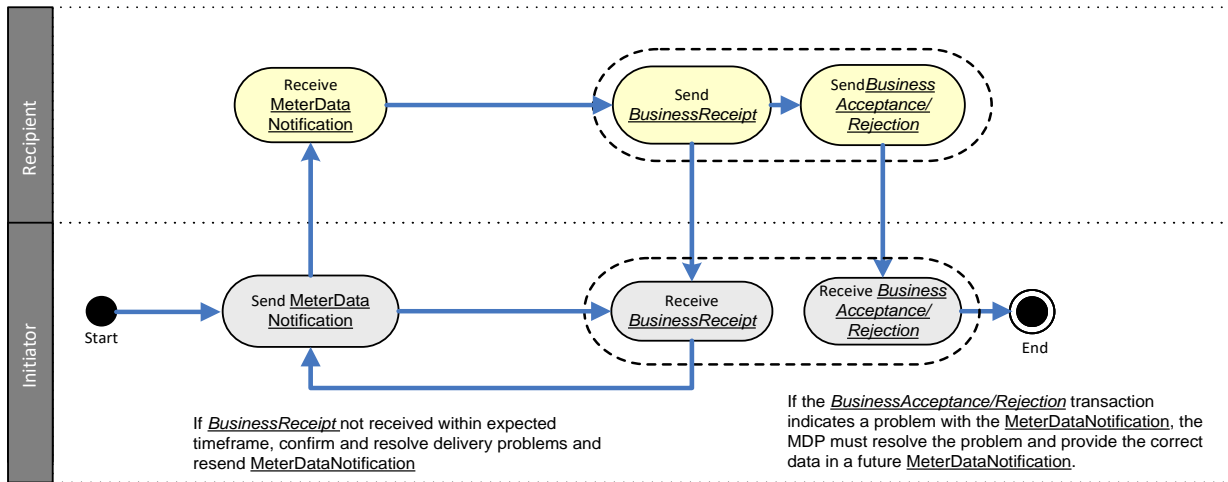 Recipient
Receive
MeterData
Notification
Send
BusinessReceipt
SendBusiness
Acceptance/
Rejection
Initiator
Start
Send MeterData
Notification
Receive
BusinessReceipt
Receive Business
Acceptance/
Rejection
End
If BusinessReceipt not received within expected
timeframe, confirm and resolve delivery problems and
resend MeterDataNotification
If the BusinessAcceptance/Rejection transaction
indicates a problem with the MeterDataNotification, the
MDP must resolve the problem and provide the correct
data in a future MeterDataNotification.